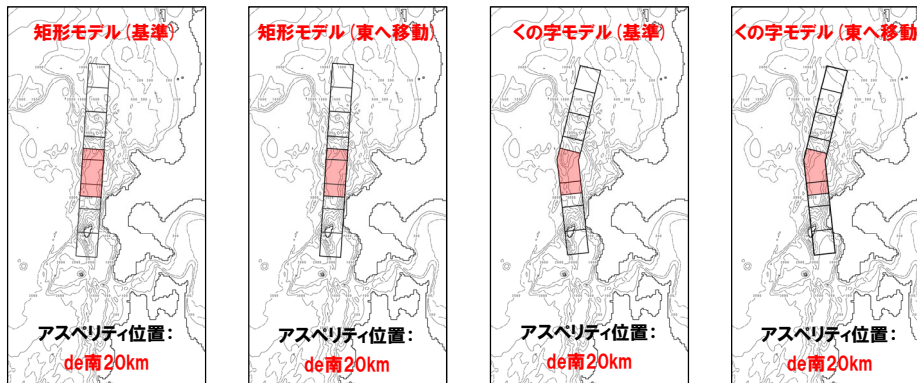 矩形モデル(基準)
アスペリティ位置：
de南20km
矩形モデル(東へ移動)
アスペリティ位置：
de南20km
くの字モデル(基準)
アスペリティ位置：
de南20km
くの字モデル(東へ移動)
アスペリティ位置：
de南20km